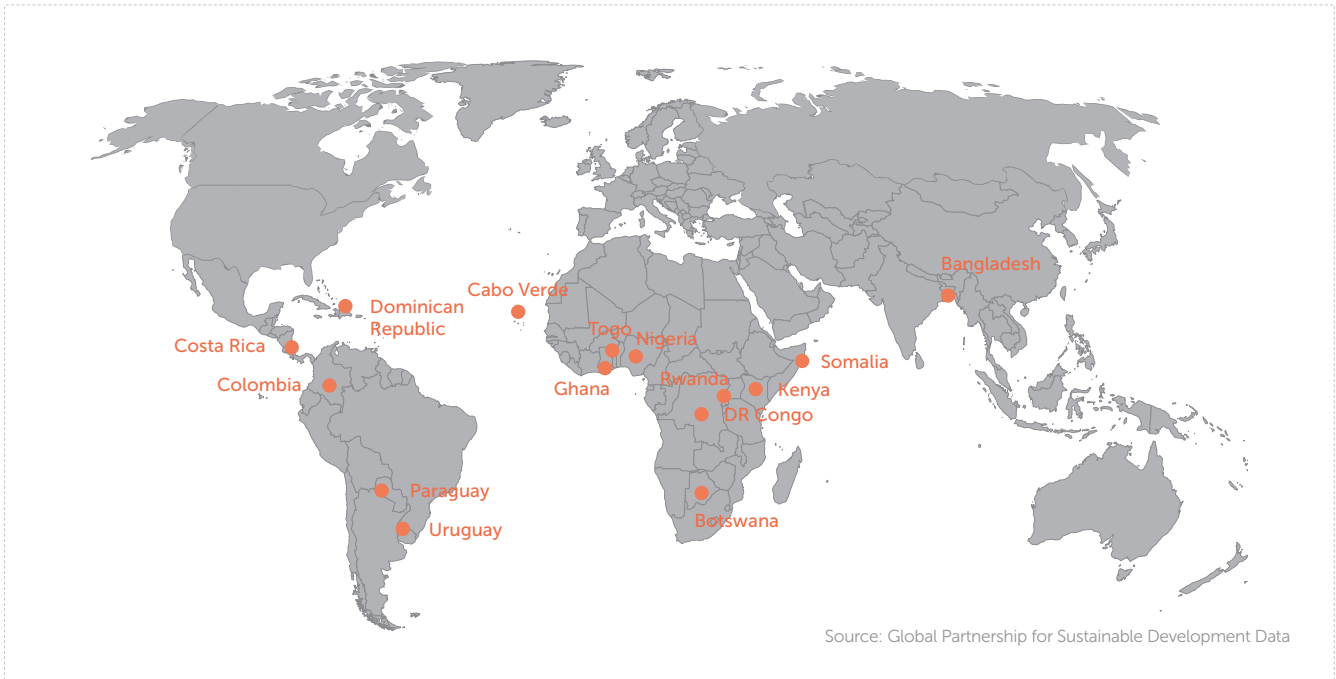 Bangladesh
Cabo Verde
Dominican
Republic
Togo
Nigeria
Costa Rica
Somalia
Colombia
Ghana
Rwanda
Kenya
DR Congo
Paraguay
Botswana
Uruguay
Source: Global Partnership for Sustainable Development Data